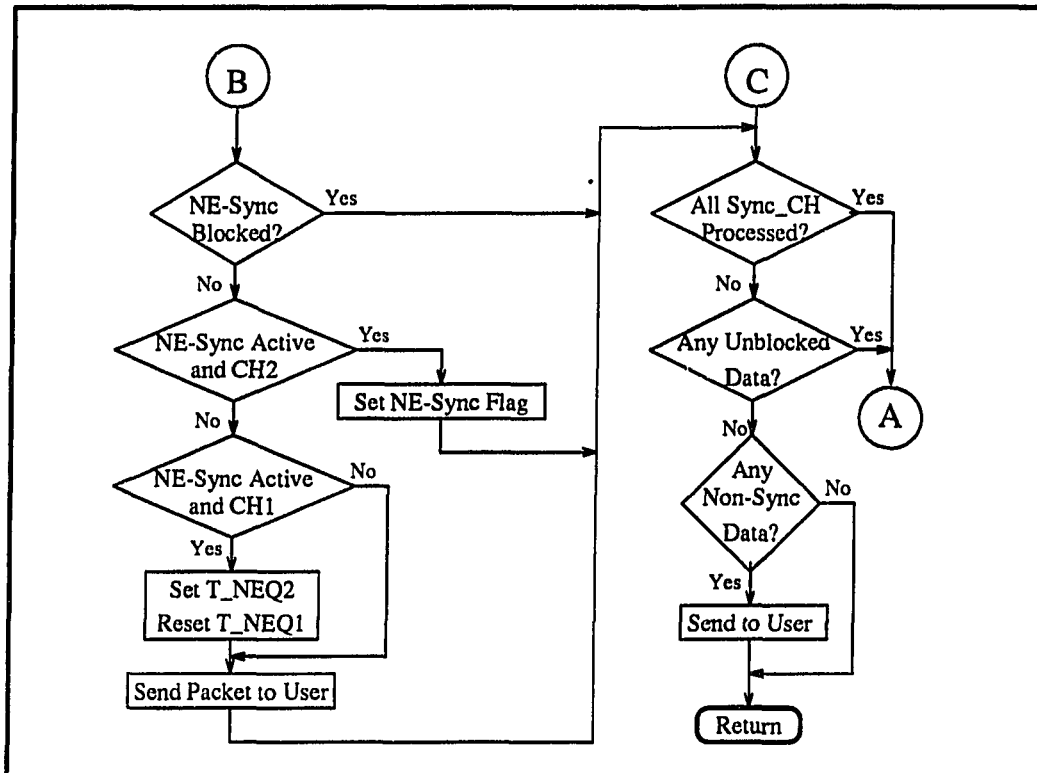 B
NE-Sync
Blocked?
Yes
No
NE-Sync Active
and CH2
Yes
Set NE-Sync Flag
No
NE-Sync Active
and CH1
No
Yes
Set T_NEQ2
Reset T_NEQ1
Send Packet to User
C
All Sync_CH
Processed?
Yes
No
Any Unblocked
Data?
Yes
A
No
Any
Non-Sync
Data?
No
Yes
Send to User
Return